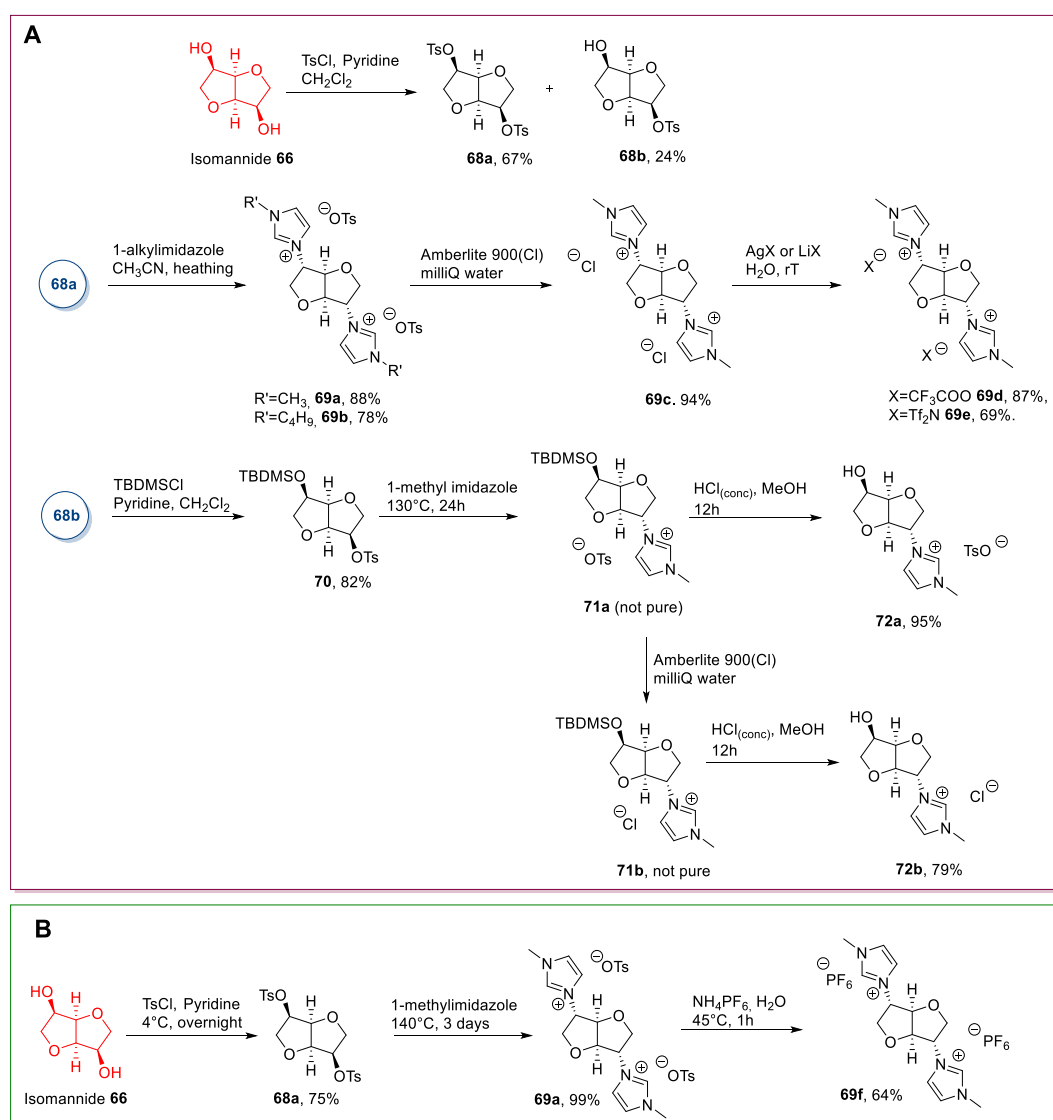 A
HO
H
O
O
H
OH
Isomannide 66
TsCl, Pyridine
CH2Cl2
TsO
H
O
O
H
OTs
68a, 67%
+
HO
H
O
O
H
OTs
68b, 24%
68a
1-alkylimidazole
CH3CN, heathing
R'
N
N
⊕
⊖OTs
H
O
O
H
N
⊕
⊖OTs
N
R'
R'=CH3, 69a, 88%
R'=C4H9, 69b, 78%
Amberlite 900(Cl)
milliQ water
N
N
⊕
⊖Cl
H
O
O
H
N
⊕
⊖Cl
N
69c. 94%
AgX or LiX
H2O, rT
N
N
⊕
X⊖
H
O
O
H
N
⊕
X⊖
N
X=CF3COO 69d, 87%,
X=Tf2N 69e, 69%.
68b
TBDMSCl
Pyridine, CH2Cl2
TBDMSO
H
O
O
H
OTs
70, 82%
1-methyl imidazole
130°C, 24h
TBDMSO
H
O
O
H
⊖OTs
N
⊕
N
71a (not pure)
HCl(conc), MeOH
12h
HO
H
O
O
H
N
⊕
TsO⊖
N
72a, 95%
Amberlite 900(Cl)
milliQ water
TBDMSO
H
O
O
H
⊖Cl
N
⊕
N
71b, not pure
HCl(conc), MeOH
12h
HO
H
O
O
H
N
⊕
Cl⊖
N
72b, 79%
B
HO
H
O
O
H
OH
Isomannide 66
TsCl, Pyridine
4°C, overnight
TsO
H
O
O
H
OTs
68a, 75%
1-methylimidazole
140°C, 3 days
N
N
⊕
⊖OTs
H
O
O
H
N
⊕
⊖OTs
N
69a, 99%
NH4PF6, H2O
45°C, 1h
N
N
⊕
⊖PF6
H
O
O
H
N
⊕
⊖PF6
N
69f, 64%